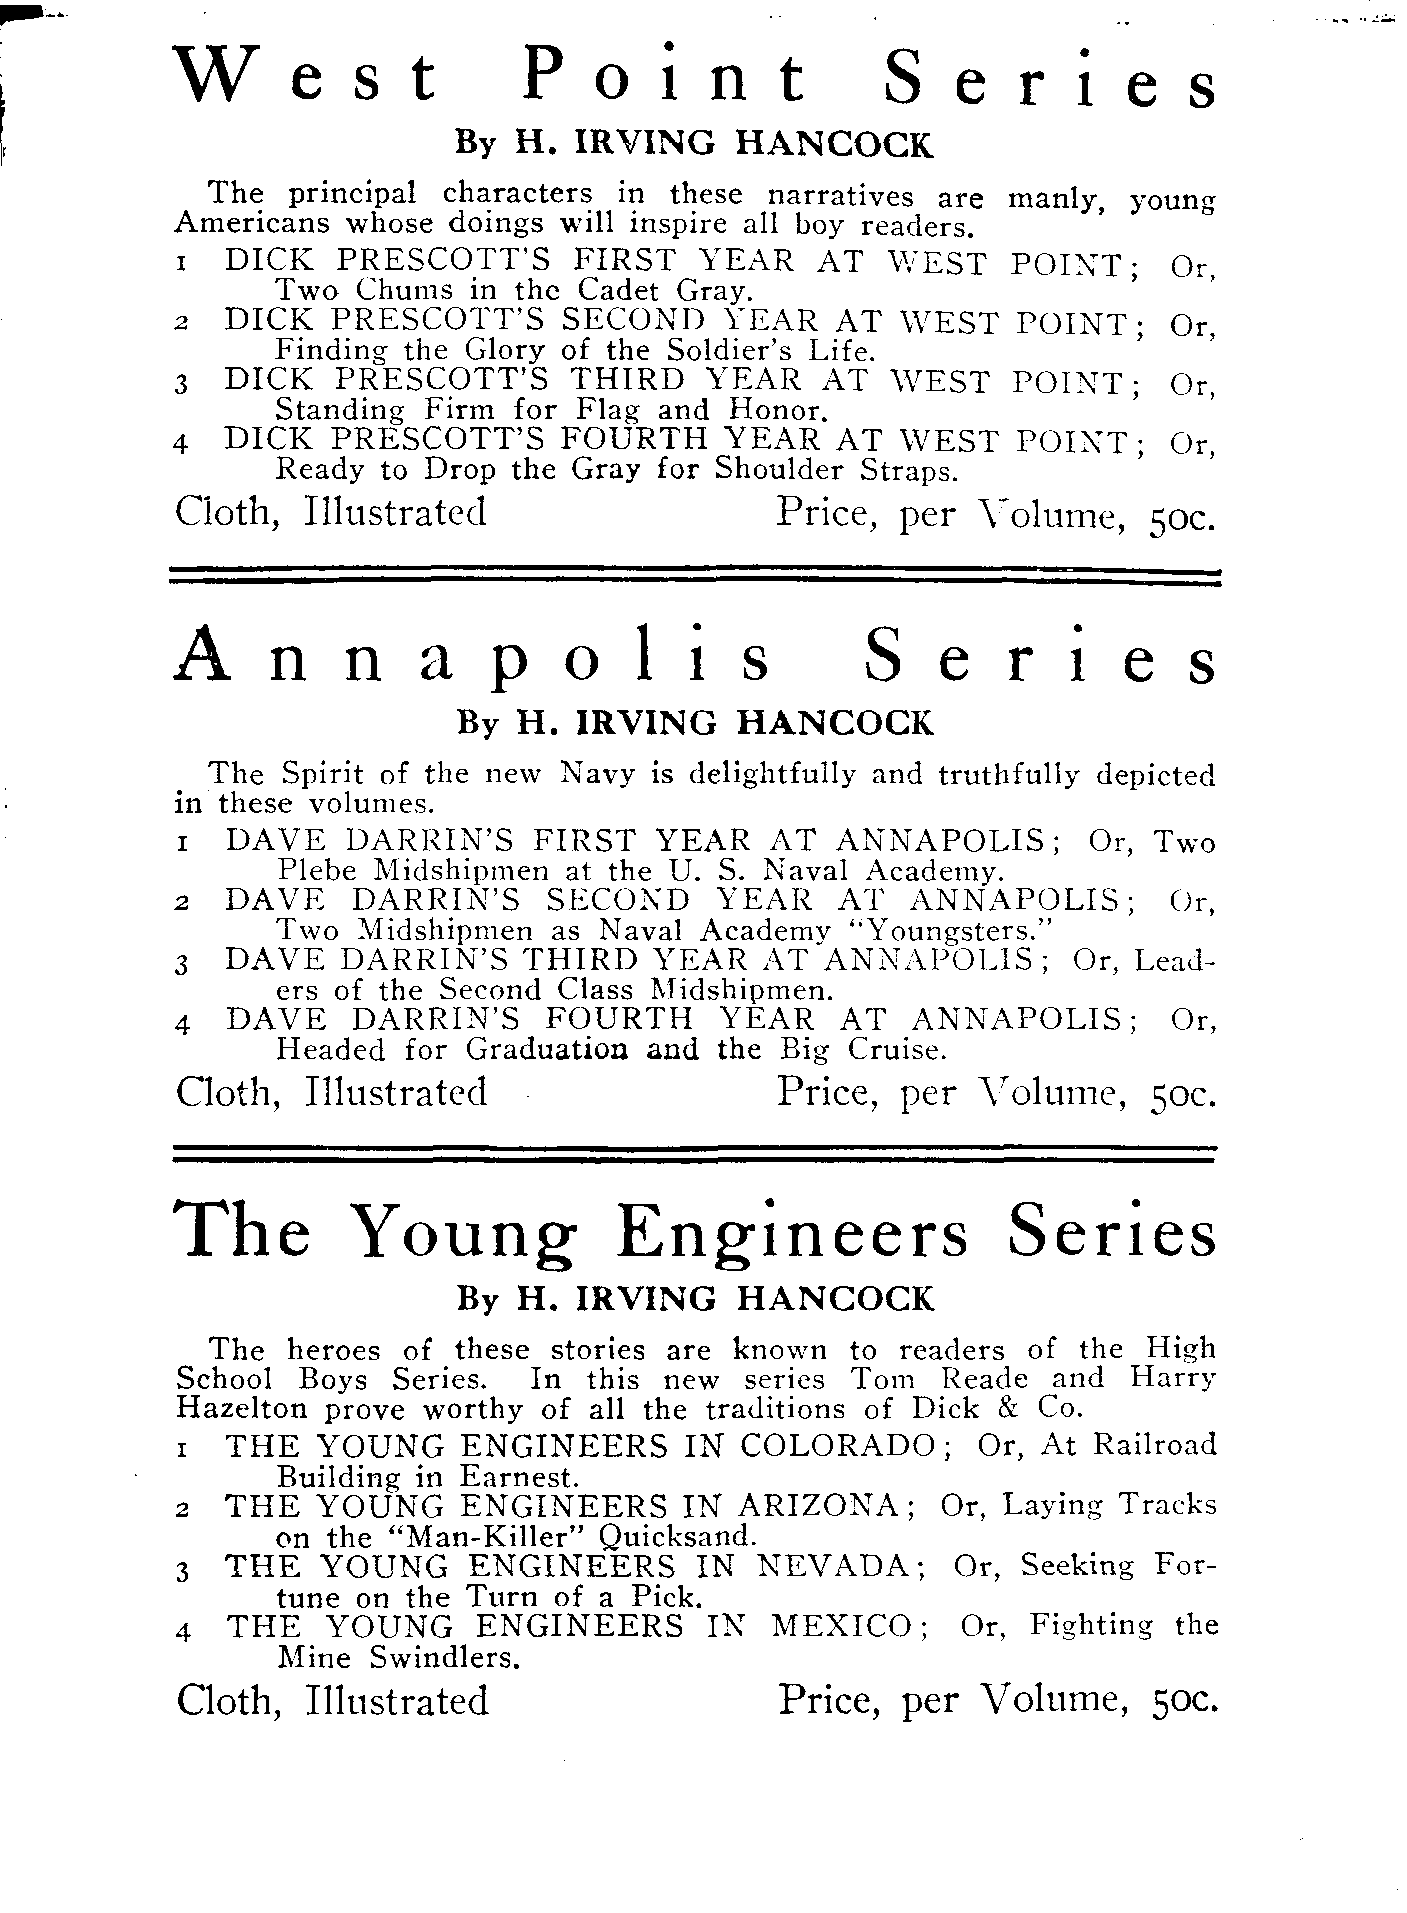 West Point Series
By H. IRVING HANCOCK
The principal characters in these narratives are manly, young
Americans whose doings will inspire all boy readers.
1 DICK PRESCOTT'S FIRST YEAR AT WEST POINT; Or,
Two Chums in the Cadet Gray.
2 DICK PRESCOTT'S SECOND YEAR AT WEST POINT; Or,
Finding the Glory of the Soldier's Life.
3 DICK PRESCOTT'S THIRD YEAR AT WEST POINT; Or,
Standing Firm for Flag and Honor.
4 DICK PRESCOTT'S FOURTH YEAR AT WEST POINT; Or,
Ready to Drop the Gray for Shoulder Straps.
Cloth, Illustrated Price, per Volume, 50c.
Annapolis Series
By H. IRVING HANCOCK
The Spirit of the new Navy is delightfully and truthfully depicted
in these volumes.
1 DAVE DARRIN'S FIRST YEAR AT ANNAPOLIS; Or, Two
Plebe Midshipmen at the U. S. Naval Academy.
2 DAVE DARRIN'S SECOND YEAR AT ANNAPOLIS; Or,
Two Midshipmen as Naval Academy "Youngsters."
3 DAVE DARRIN'S THIRD YEAR AT ANNAPOLIS; Or, Lead-
ers of the Second Class Midshipmen.
4 DAVE DARRIN'S FOURTH YEAR AT ANNAPOLIS; Or,
Headed for Graduation and the Big Cruise.
Cloth, Illustrated Price, per Volume, 50c.
The Young Engineers Series
By H. IRVING HANCOCK
The heroes of these stories are known to readers of the High
School Boys Series. In this new series Tom Reade and Harry
Hazelton prove worthy of all the traditions of Dick & Co.
1 THE YOUNG ENGINEERS IN COLORADO; Or, At Railroad
Building in Earnest.
2 THE YOUNG ENGINEERS IN ARIZONA; Or, Laying Tracks
on the "Man-Killer" Quicksand.
3 THE YOUNG ENGINEERS IN NEVADA; Or, Seeking For-
tune on the Turn of a Pick.
4 THE YOUNG ENGINEERS IN MEXICO; Or, Fighting the
Mine Swindlers.
Cloth, Illustrated Price, per Volume, 50c.